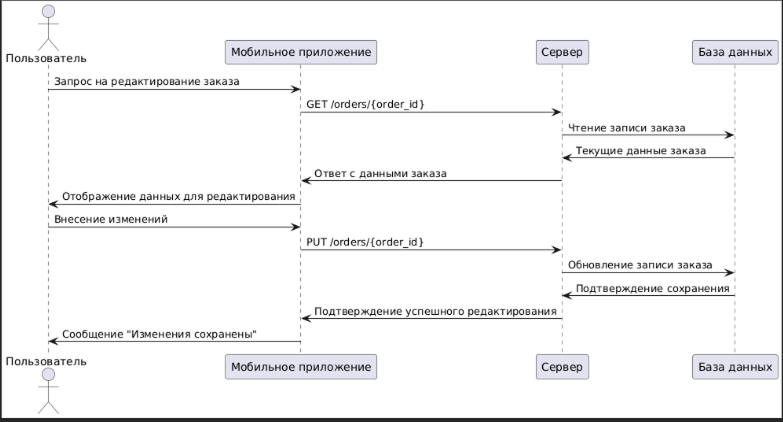 Пользователь
Мобильное приложение
Сервер
База данных
Запрос на редактирование заказа
GET /orders/{order_id}
Чтение записи заказа
Текущие данные заказа
Ответ с данными заказа
Отображение данных для редактирования
Внесение изменений
PUT /orders/{order_id}
Обновление записи заказа
Подтверждение сохранения
Подтверждение успешного редактирования
Сообщение "Изменения сохранены"
Пользователь
Мобильное приложение
Сервер
База данных